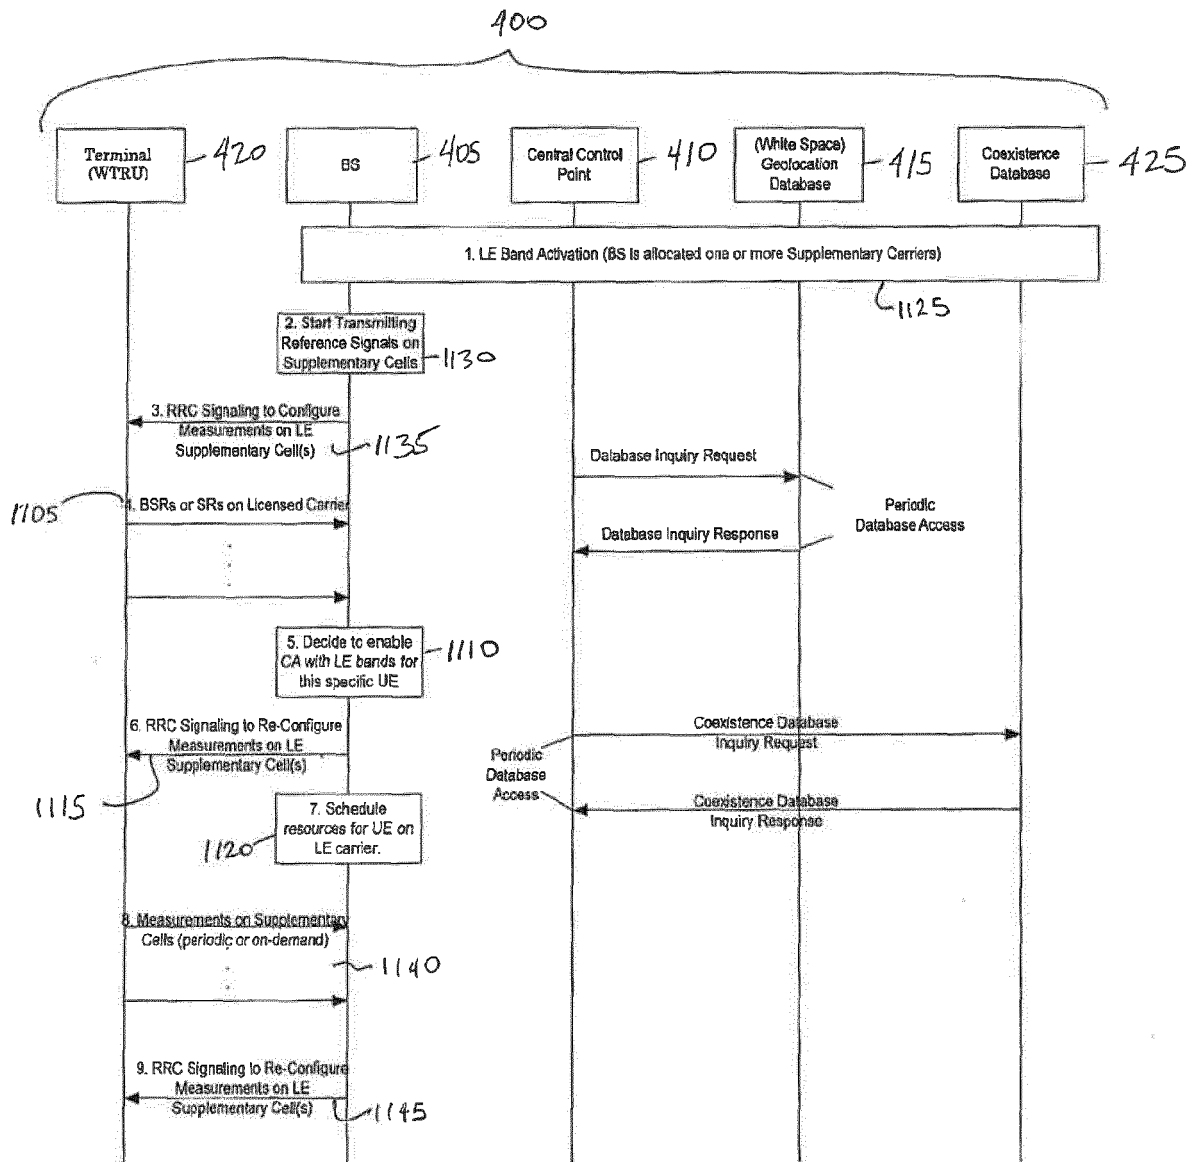 400
Terminal
(WTRU)
420
BS
405
Central Control
Point
410
(White Space)
Geolocation
Database
415
Coexistence
Database
425
1. LE Band Activation (BS is allocated one or more Supplementary Carriers)
1125
2. Start Transmitting
Reference Signals on
Supplementary Cells
1130
3. RRC Signaling to Configure
Measurements on LE
Supplementary Cell(s)
1135
Database Inquiry Request
1105
4. BSRs or SRs on Licensed Carrier
Periodic
Database Access
Database Inquiry Response
5. Decide to enable
CA with LE bands for
this specific UE
1110
6. RRC Signaling to Re-Configure
Measurements on LE
Supplementary Cell(s)
1115
Coexistence Database
Inquiry Request
Periodic
Database
Access
Coexistence Database
Inquiry Response
7. Schedule
resources for UE on
LE carrier.
1120
8. Measurements on Supplementary
Cells (periodic or on-demand)
1140
9. RRC Signaling to Re-Configure
Measurements on LE
Supplementary Cell(s)
1145